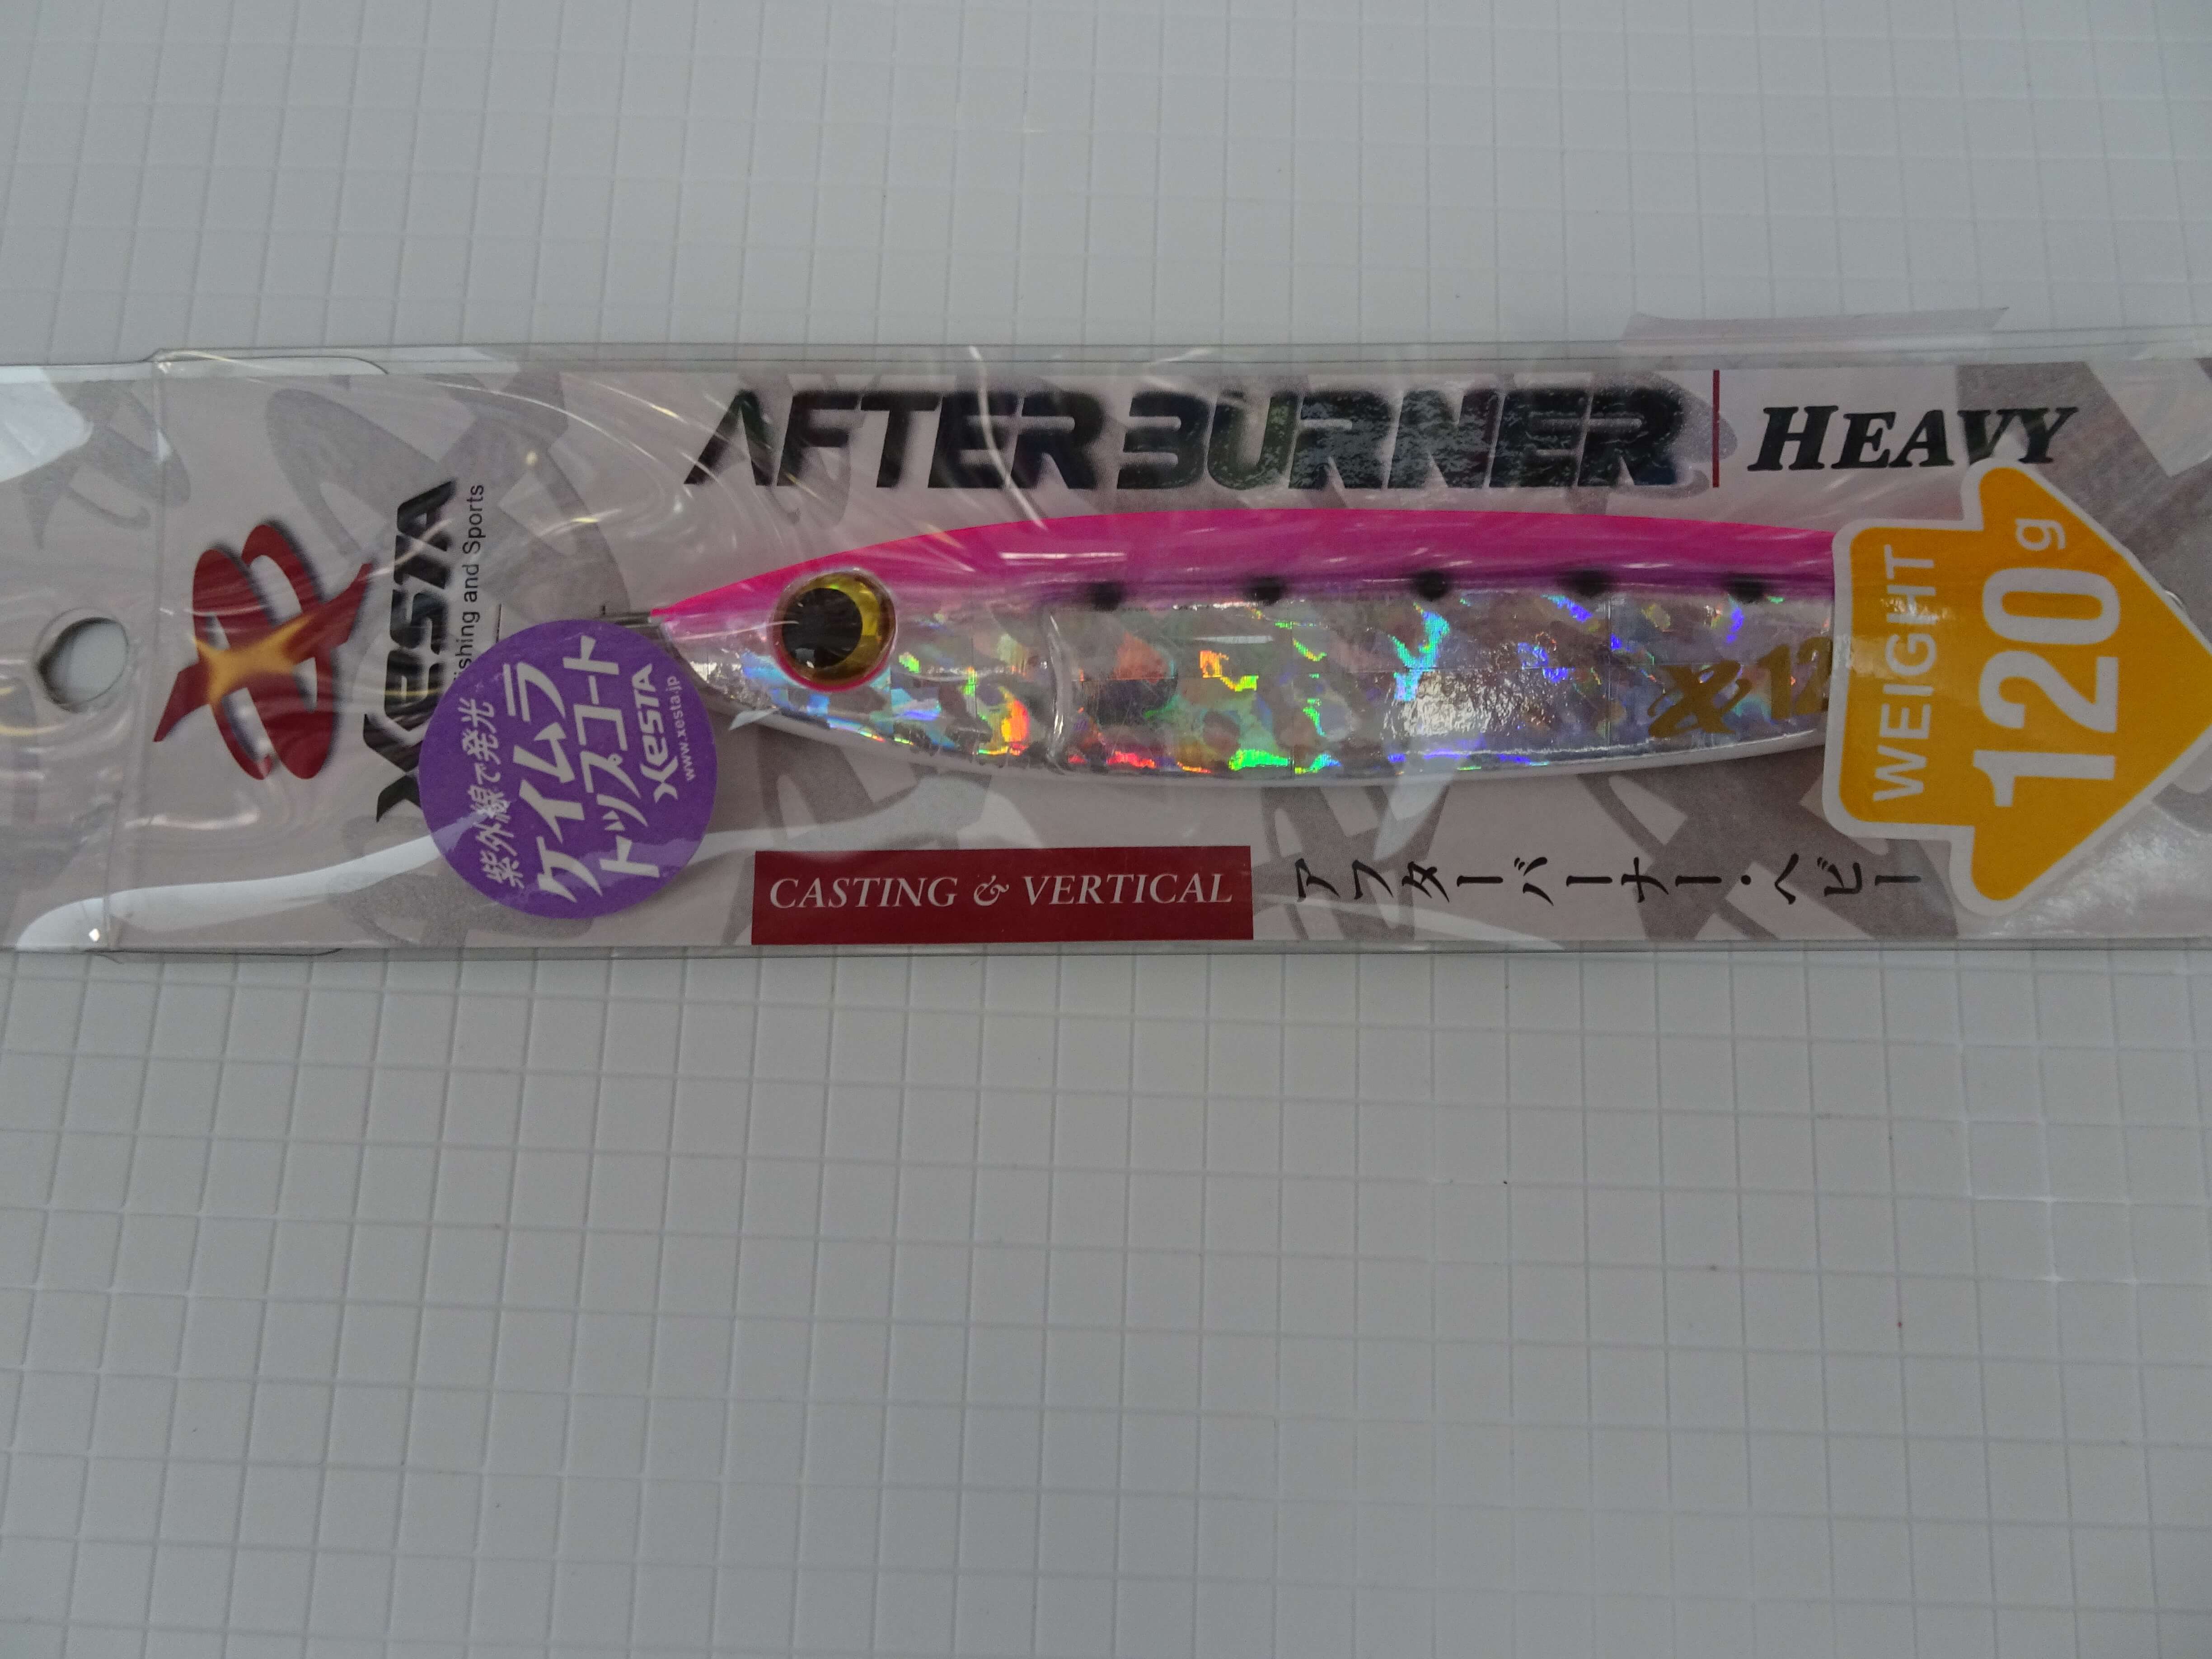 AFTER BURNER
HEAVY
XESTA
ishing and Sports
紫外線で発光
ケイムラ
トップコート
XESTA
www.xesta.jp
X 12
WEIGHT
120g
CASTING & VERTICAL
アフターバーナー・ヘビー